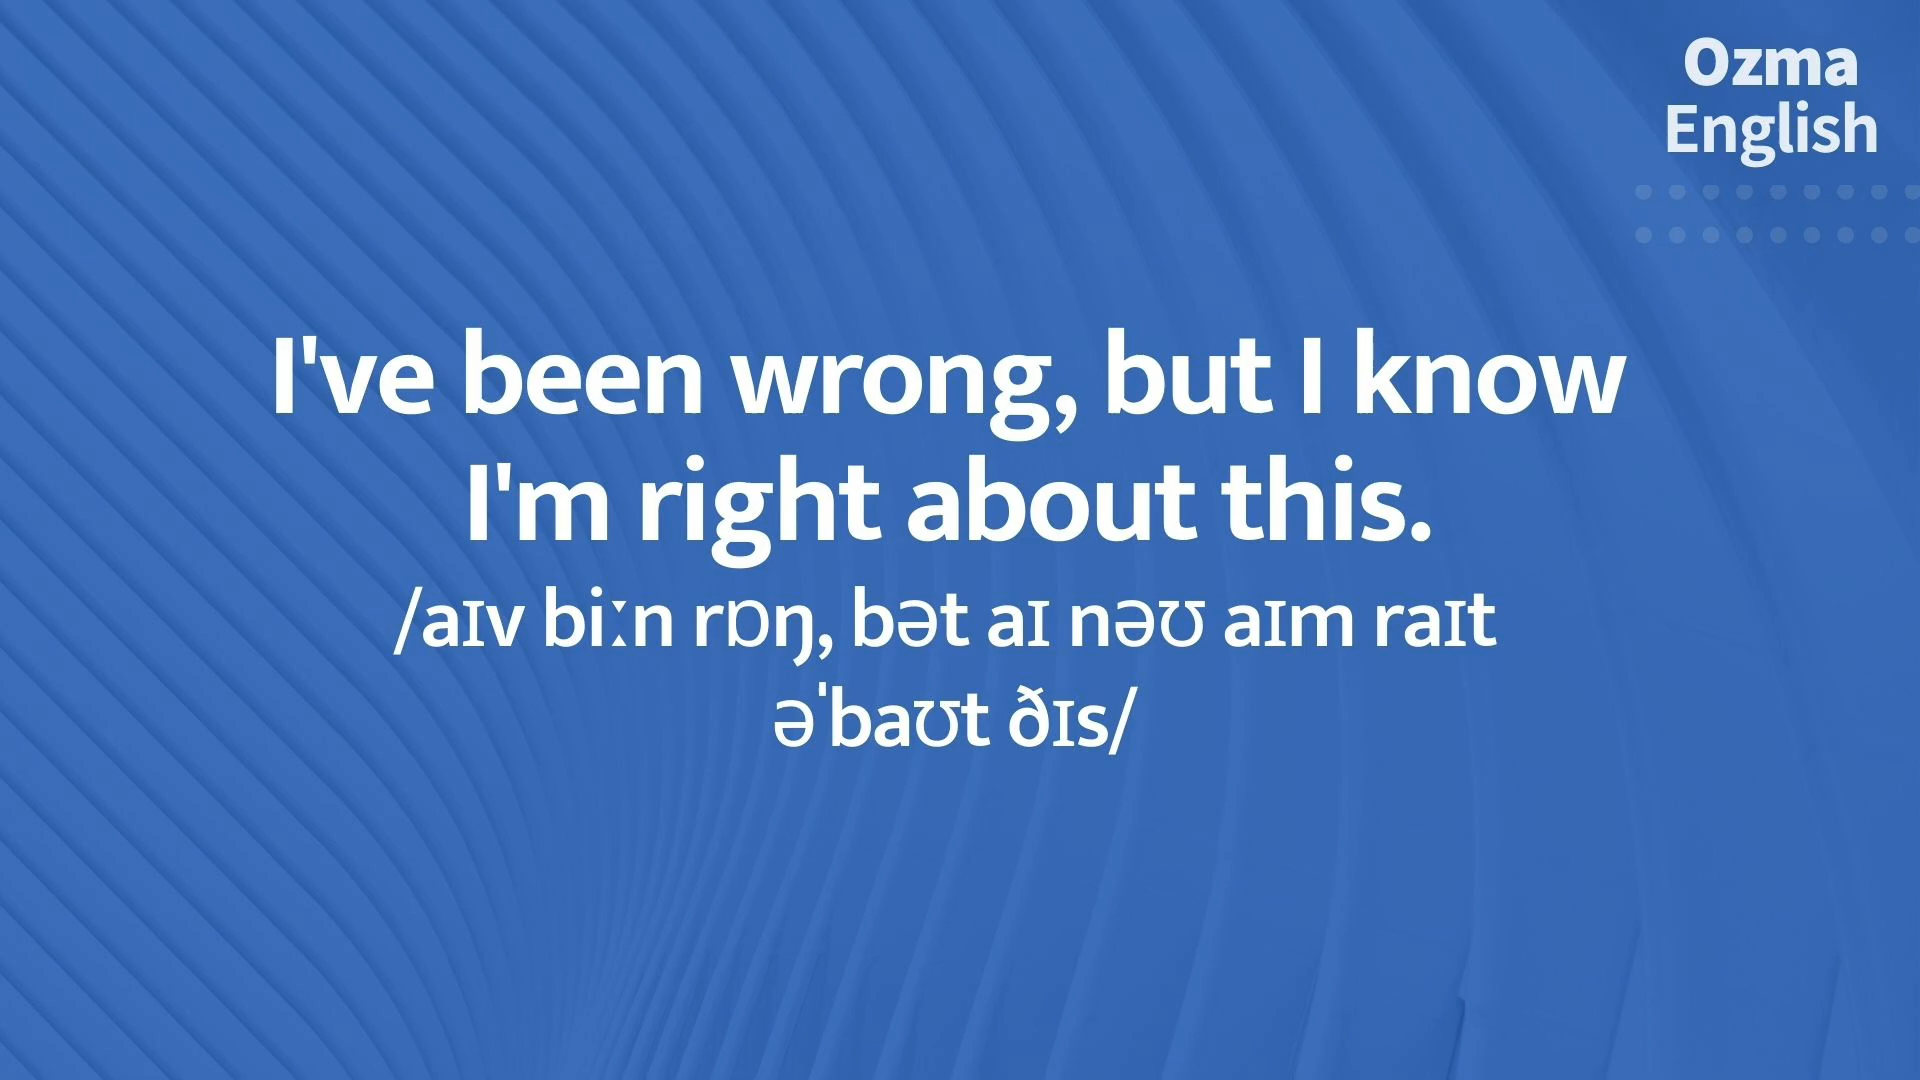 Ozma
English
I've been wrong, but I know
I'm right about this.
/aɪv biːn rɒŋ, bət aɪ nəʊ aɪm raɪt
əˈbaʊt ðɪs/